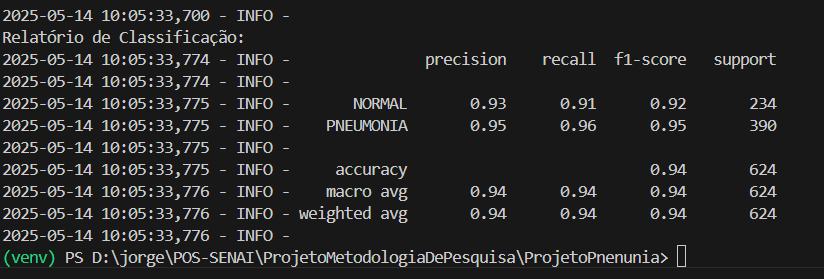 2025-05-14 10:05:33,700 - INFO -
Relatório de Classificação:
2025-05-14 10:05:33,774 - INFO - precision recall f1-score support
2025-05-14 10:05:33,774 - INFO -
2025-05-14 10:05:33,775 - INFO - NORMAL 0.93 0.91 0.92 234
2025-05-14 10:05:33,775 - INFO - PNEUMONIA 0.95 0.96 0.95 390
2025-05-14 10:05:33,775 - INFO -
2025-05-14 10:05:33,775 - INFO - accuracy 0.94 624
2025-05-14 10:05:33,776 - INFO - macro avg 0.94 0.94 0.94 624
2025-05-14 10:05:33,776 - INFO - weighted avg 0.94 0.94 0.94 624
2025-05-14 10:05:33,776 - INFO -
(venv) PS D:\jorge\POS-SENAI\ProjetoMetodologiaDePesquisa\ProjetoPnenunia>